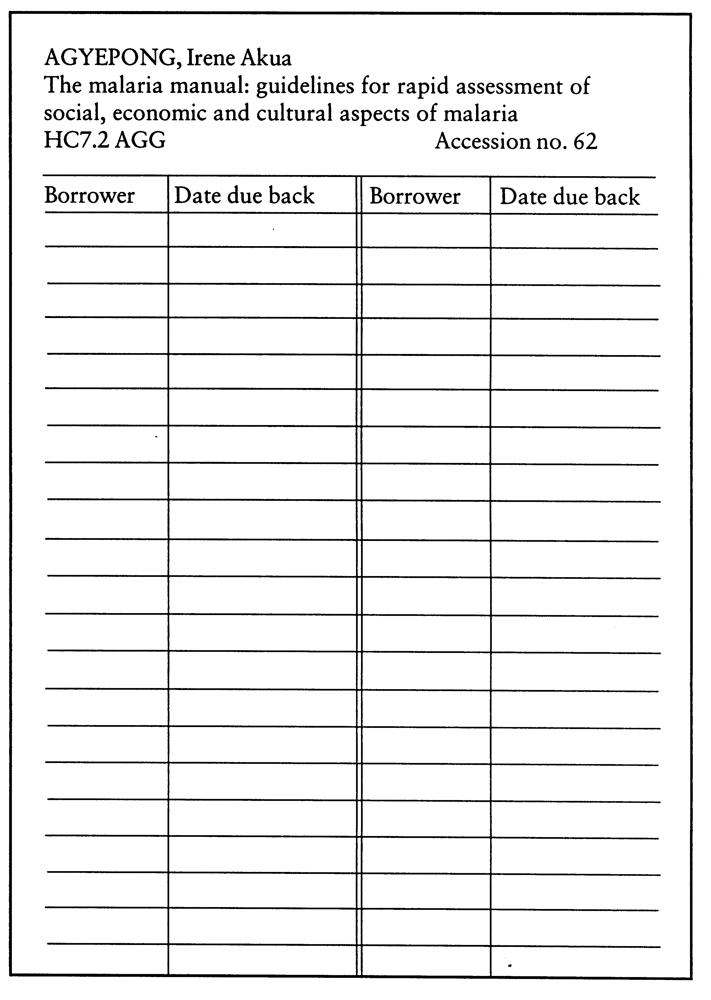 AGYEPONG, Irene Akua
The malaria manual: guidelines for rapid assessment of
social, economic and cultural aspects of malaria
HC7.2 AGG Accession no. 62
Borrower Date due back Borrower Date due back